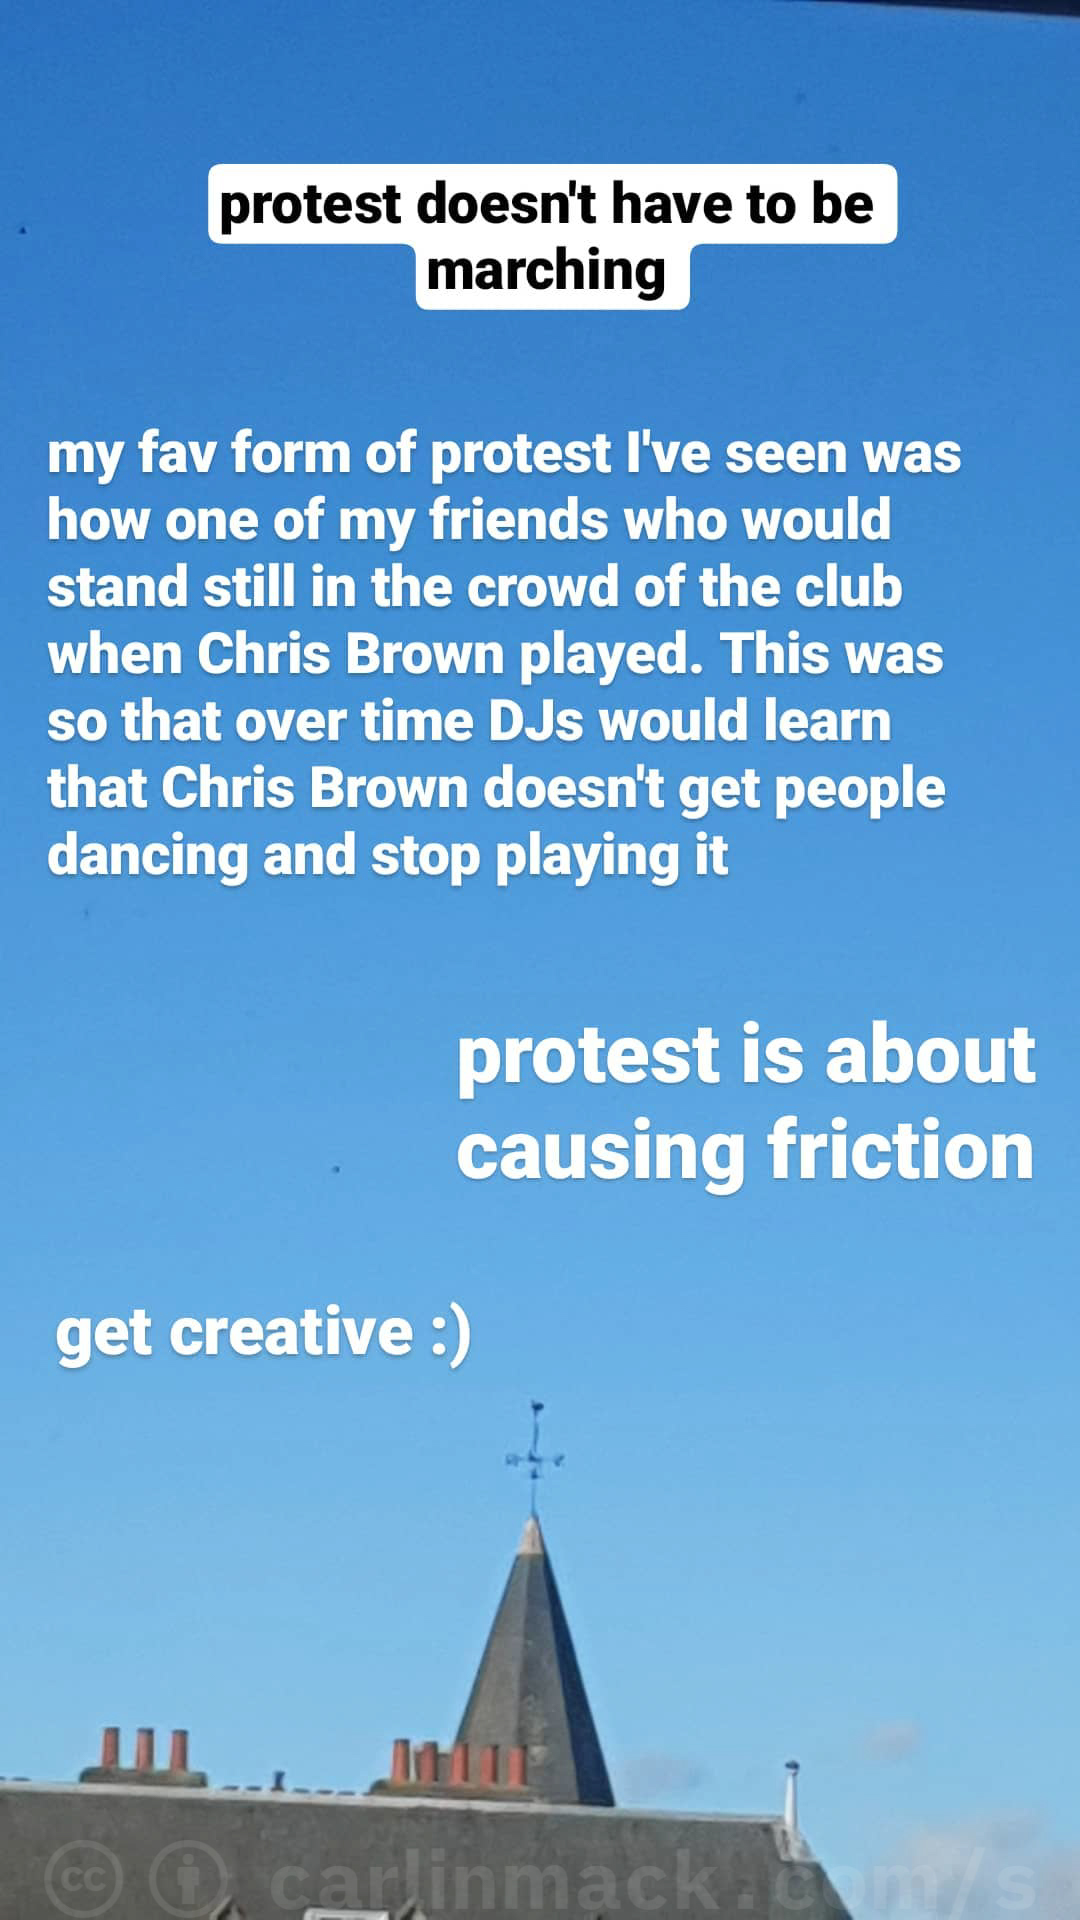 protest doesn't have to be
marching
my fav form of protest I've seen was
how one of my friends who would
stand still in the crowd of the club
when Chris Brown played. This was
so that over time DJs would learn
that Chris Brown doesn't get people
dancing and stop playing it
protest is about
causing friction
get creative :)
cc carlinmack.com/s